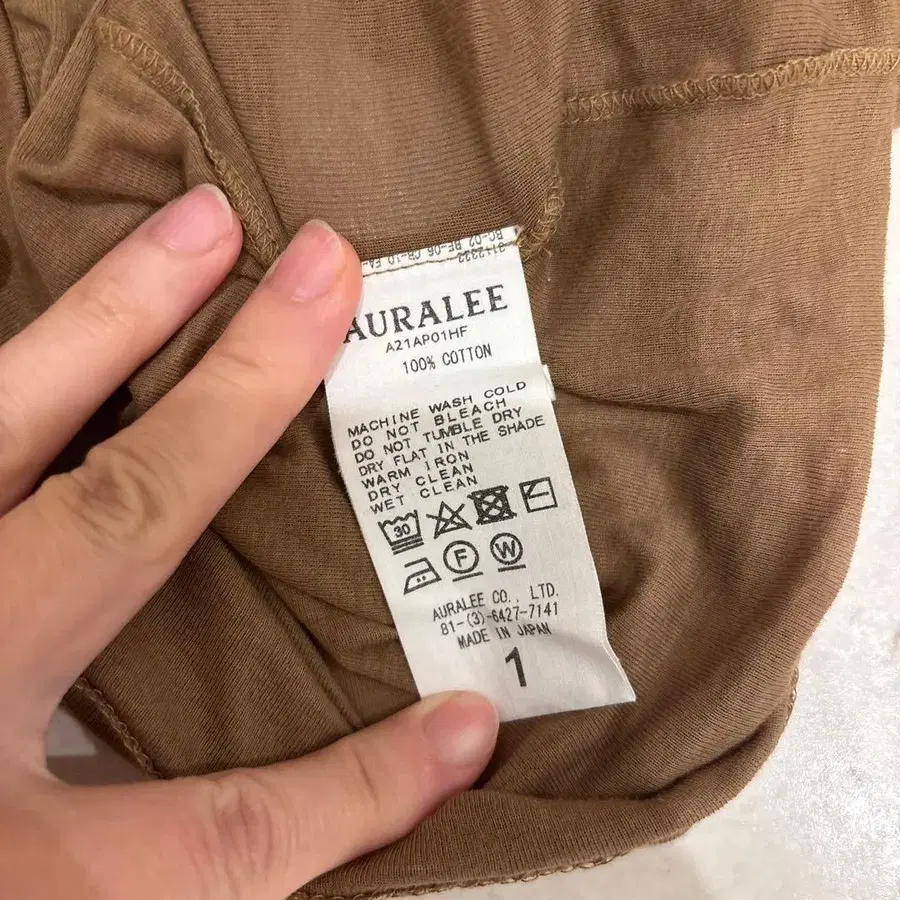 AURALEE
A21AP01HF
100% COTTON
MACHINE WASH COLD
DO NOT BLEACH
DO NOT TUMBLE DRY
DRY FLAT IN THE SHADE
WARM IRON
DRY CLEAN
WET CLEAN
30
F W
AURALEE CO., LTD.
81-(3)-6427-7141
MADE IN JAPAN
1